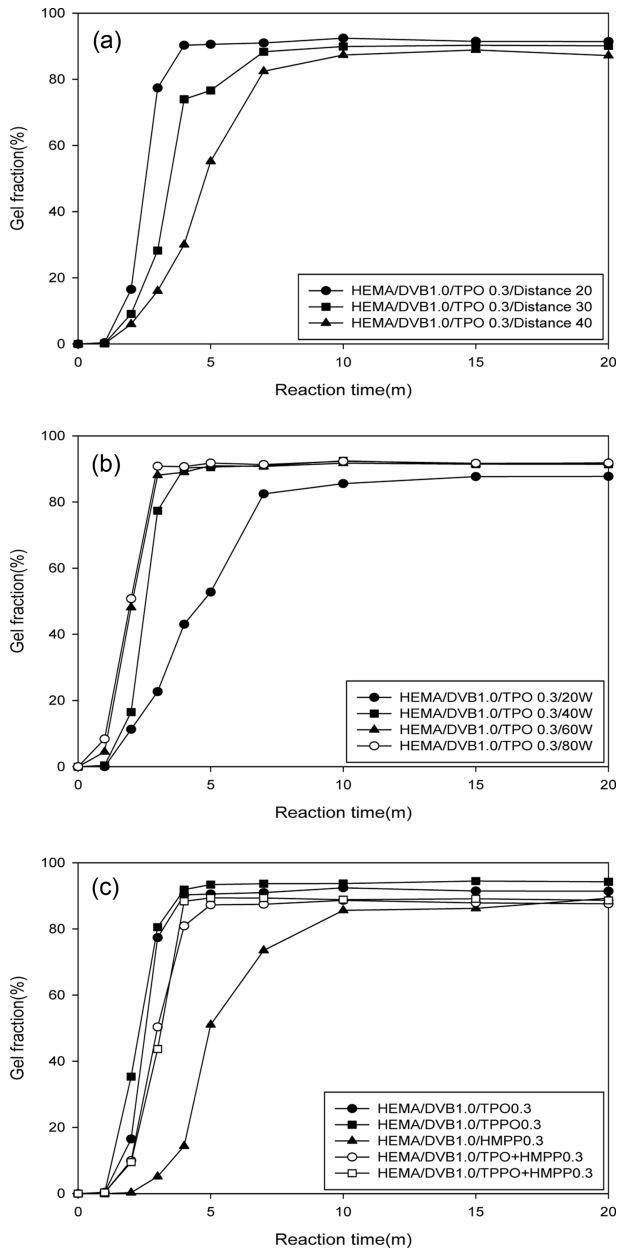 (a)
100
80
60
40
20
0
Gel fraction(%)
HEMA/DVB1.0/TPO 0.3/Distance 20
HEMA/DVB1.0/TPO 0.3/Distance 30
HEMA/DVB1.0/TPO 0.3/Distance 40
0 5 10 15 20
Reaction time(m)
(b)
100
80
60
40
20
0
Gel fraction(%)
HEMA/DVB1.0/TPO 0.3/20W
HEMA/DVB1.0/TPO 0.3/40W
HEMA/DVB1.0/TPO 0.3/60W
HEMA/DVB1.0/TPO 0.3/80W
0 5 10 15 20
Reaction time(m)
(c)
100
80
60
40
20
0
Gel fraction(%)
HEMA/DVB1.0/TPO0.3
HEMA/DVB1.0/TPPO0.3
HEMA/DVB1.0/HMPP0.3
HEMA/DVB1.0/TPO+HMPP0.3
HEMA/DVB1.0/TPPO+HMPP0.3
0 5 10 15 20
Reaction time(m)